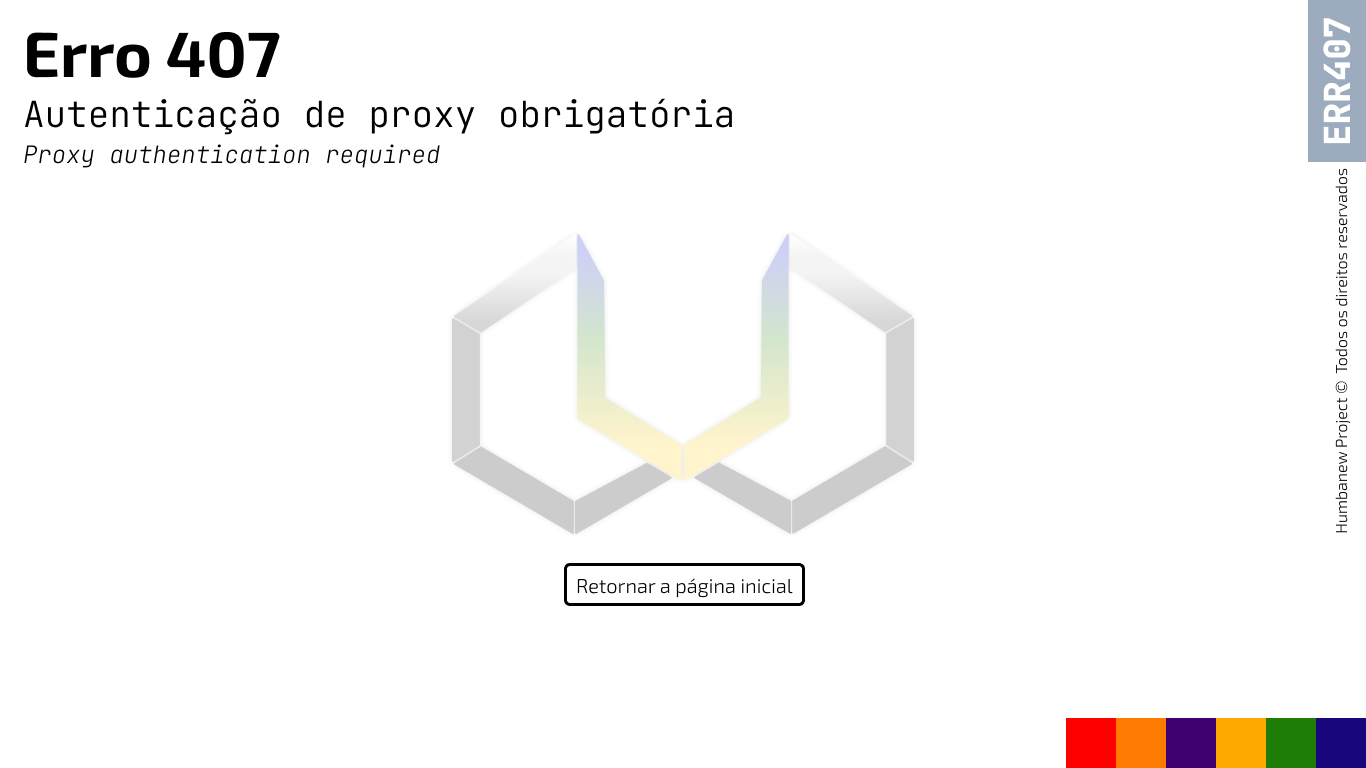 Erro 407
Autenticação de proxy obrigatória
Proxy authentication required
ERR407
Humbanew Project © Todos os direitos reservados
Retornar a página inicial